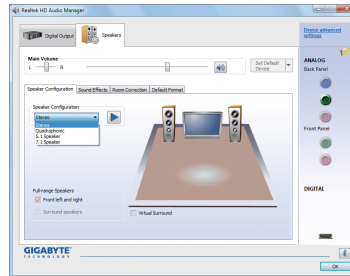 Realtek HD Audio Manager
Digital Output
Speakers
Device advanced settings
Main Volume
L
R
Set Default Device
ANALOG
Back Panel
Speaker Configuration
Sound Effects
Room Correction
Default Format
Speaker Configuration
Stereo
Stereo
Quadraphonic
5.1 Speaker
7.1 Speaker
Front Panel
Full-range Speakers
Front left and right
Surround speakers
Virtual Surround
DIGITAL
GIGABYTE
TECHNOLOGY
OK